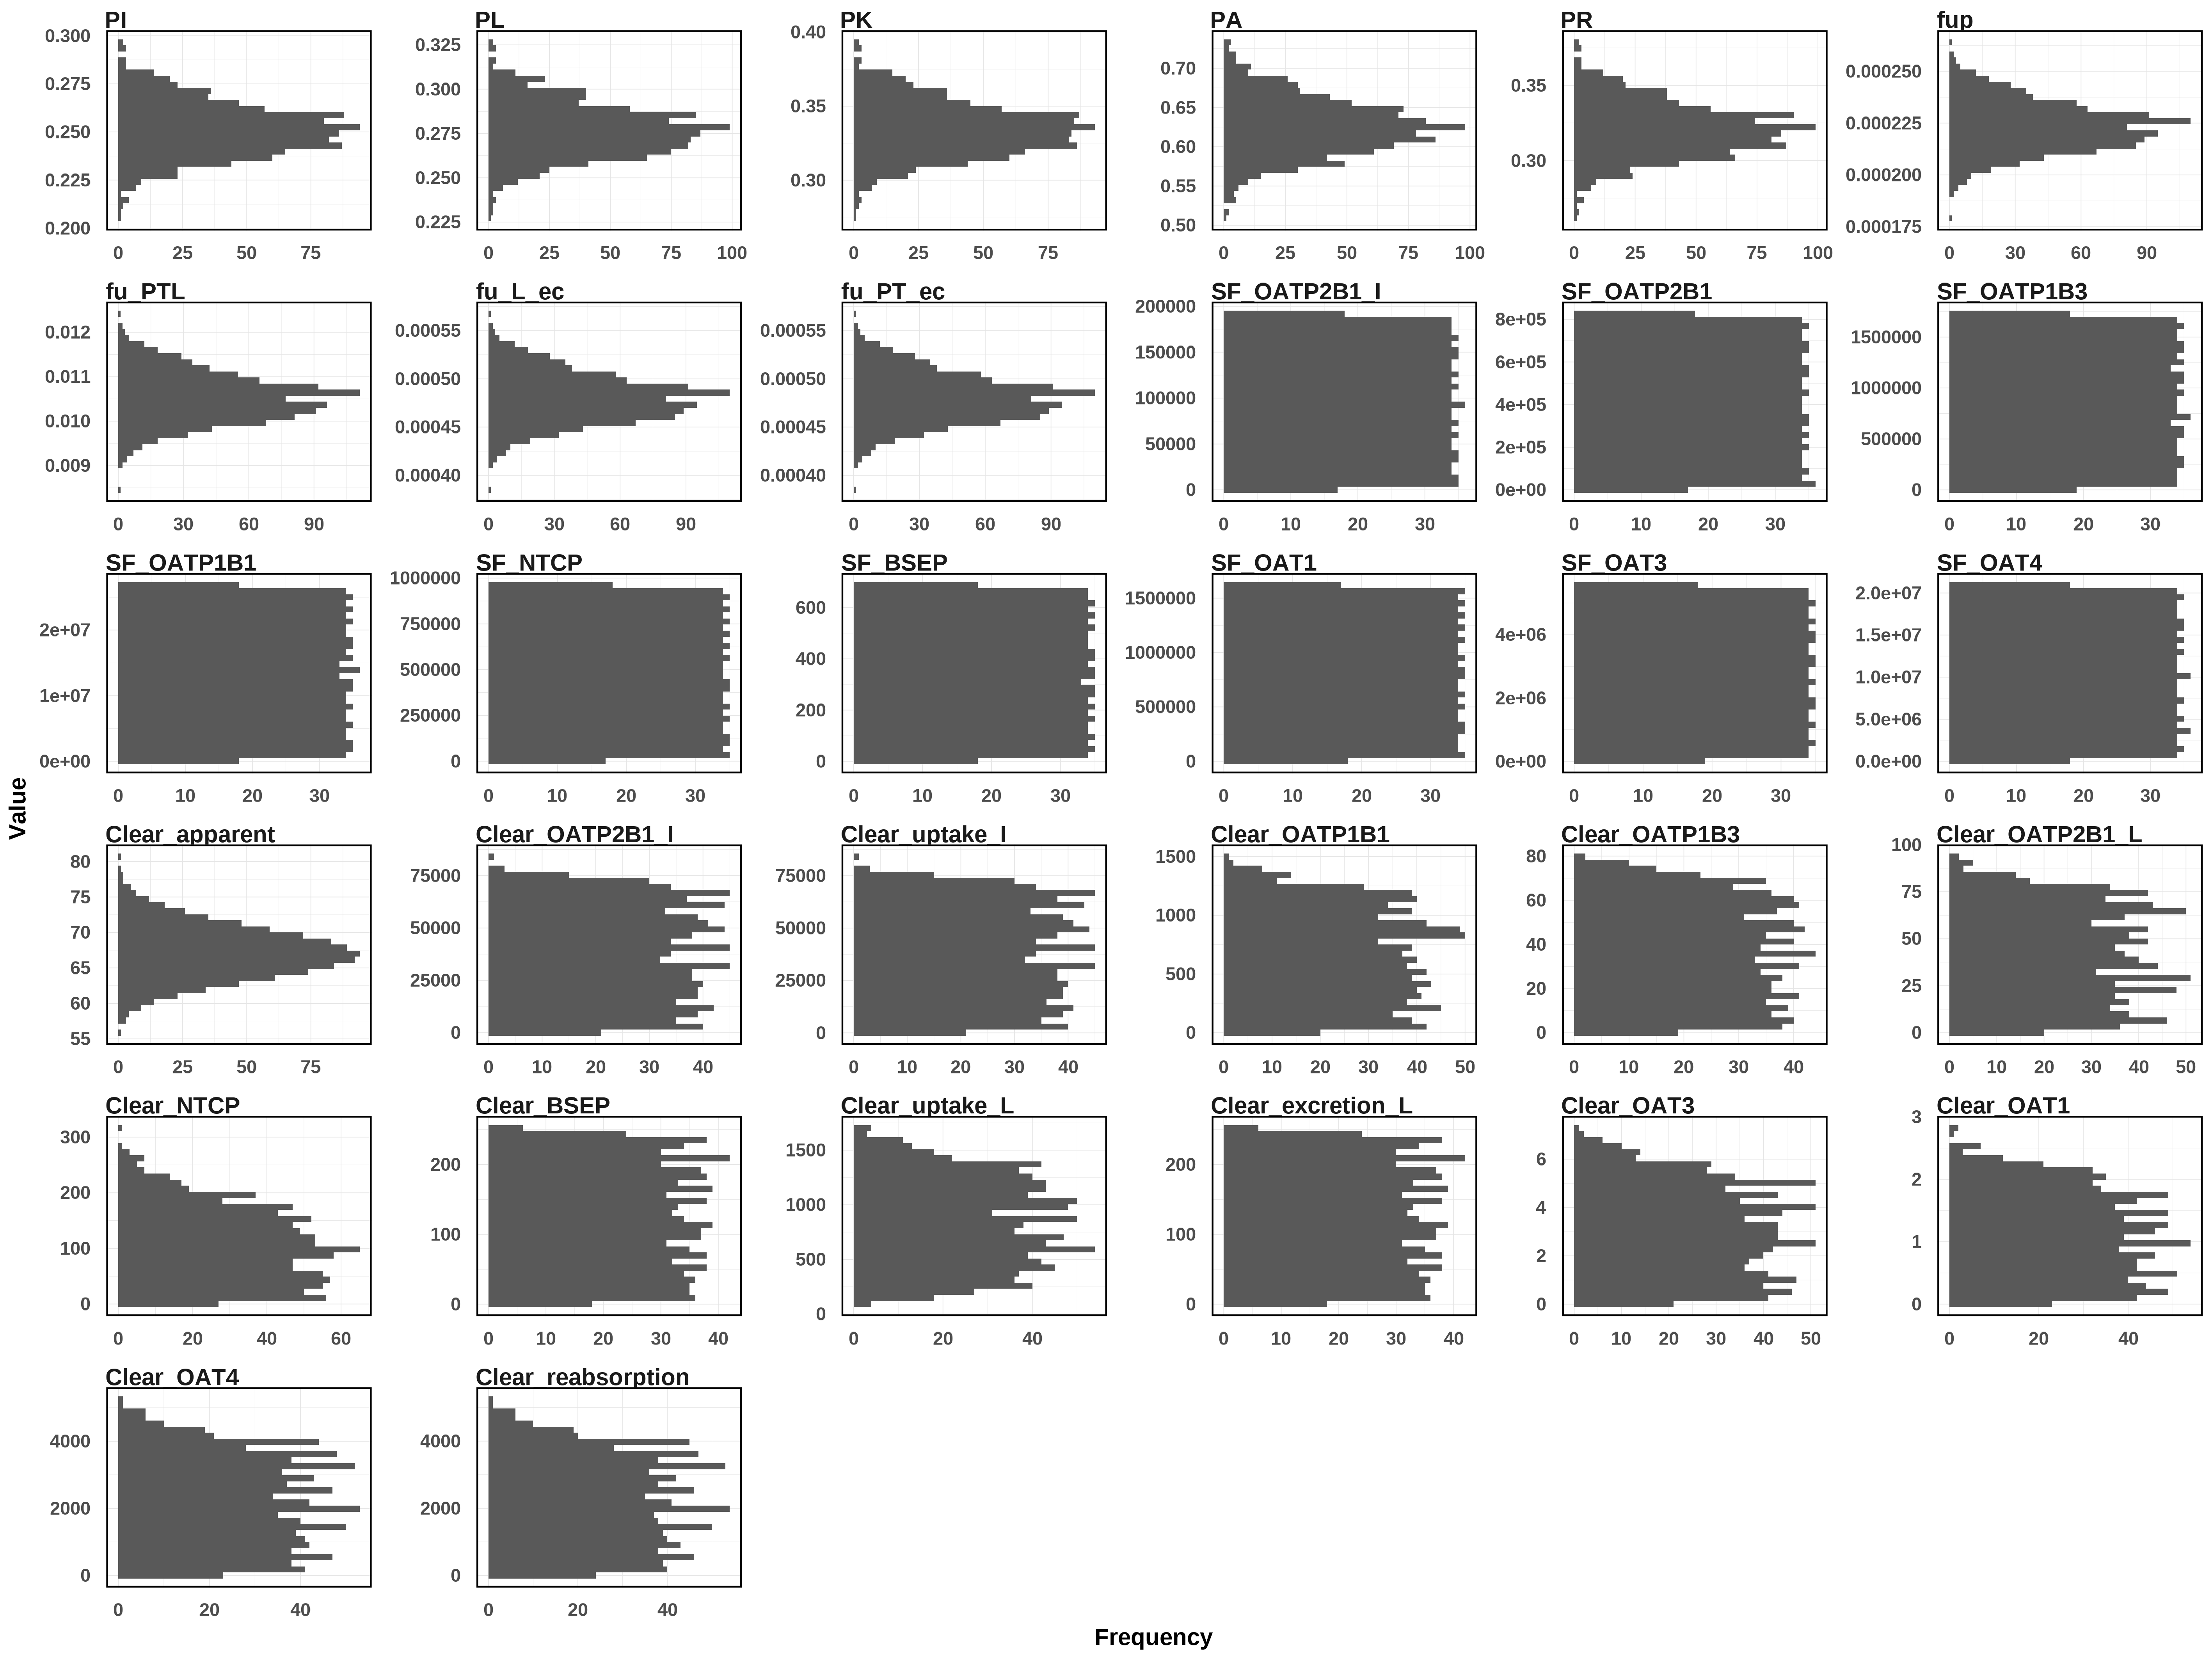 PI PL PK PA PR fup
0.300 0.275 0.250 0.225 0.200
0 25 50 75
0.325 0.300 0.275 0.250 0.225
0 25 50 75 100
0.40 0.35 0.30
0 25 50 75
0.70 0.65 0.60 0.55 0.50
0 25 50 75 100
0.35 0.30
0 25 50 75 100
0.000250 0.000225 0.000200 0.000175
0 30 60 90
fu_PTL fu_L_ec fu_PT_ec SF_OATP2B1_I SF_OATP2B1 SF_OATP1B3
0.012 0.011 0.010 0.009
0 30 60 90
0.00055 0.00050 0.00045 0.00040
0 30 60 90
0.00055 0.00050 0.00045 0.00040
0 30 60 90
200000 150000 100000 50000 0
0 10 20 30
8e+05 6e+05 4e+05 2e+05 0e+00
0 10 20 30
1500000 1000000 500000 0
0 10 20 30
SF_OATP1B1 SF_NTCP SF_BSEP SF_OAT1 SF_OAT3 SF_OAT4
2e+07 1e+07 0e+00
0 10 20 30
1000000 750000 500000 250000 0
0 10 20 30
600 400 200 0
0 10 20 30
1500000 1000000 500000 0
0 10 20 30
4e+06 2e+06 0e+00
0 10 20 30
2.0e+07 1.5e+07 1.0e+07 5.0e+06 0.0e+00
0 10 20 30
Clear_apparent Clear_OATP2B1_I Clear_uptake_I Clear_OATP1B1 Clear_OATP1B3 Clear_OATP2B1_L
80 75 70 65 60 55
0 25 50 75
75000 50000 25000 0
0 10 20 30 40
75000 50000 25000 0
0 10 20 30 40
1500 1000 500 0
0 10 20 30 40 50
80 60 40 20 0
0 10 20 30 40
100 75 50 25 0
0 10 20 30 40 50
Clear_NTCP Clear_BSEP Clear_uptake_L Clear_excretion_L Clear_OAT3 Clear_OAT1
300 200 100 0
0 20 40 60
200 100 0
0 10 20 30 40
1500 1000 500 0
0 20 40
200 100 0
0 10 20 30 40
6 4 2 0
0 10 20 30 40 50
3 2 1 0
0 20 40
Clear_OAT4 Clear_reabsorption
4000 2000 0
0 20 40
4000 2000 0
0 20 40
Value
Frequency